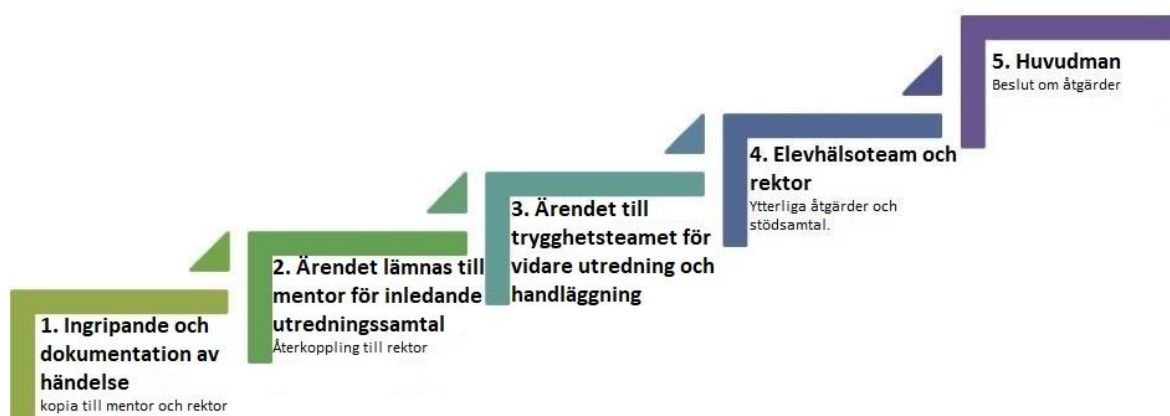 1. Ingripande och
dokumentation av
händelse
kopia till mentor och rektor
2. Ärendet lämnas till
mentor för inledande
utredningssamtal
Återkoppling till rektor
3. Ärendet till
trygghetsteamet för
vidare utredning och
handläggning
4. Elevhälsoteam och
rektor
Ytterliga åtgärder och
stödsamtal.
5. Huvudman
Beslut om åtgärder